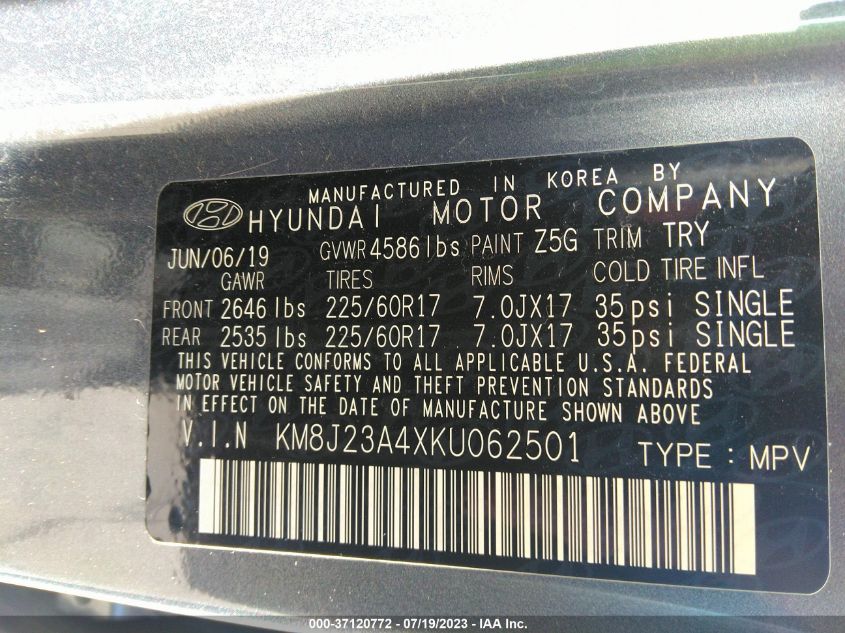 MANUFACTURED IN KOREA BY
HYUNDAI MOTOR COMPANY
JUN/06/19 GVWR 4586 lbs PAINT Z5G TRIM TRY
GAWR TIRES RIMS COLD TIRE INFL
FRONT 2646 lbs 225/60R17 7.0JX17 35psi SINGLE
REAR 2535 lbs 225/60R17 7.0JX17 35psi SINGLE
THIS VEHICLE CONFORMS TO ALL APPLICABLE U.S.A. FEDERAL
MOTOR VEHICLE SAFETY AND THEFT PREVENTION STANDARDS
IN EFFECT ON THE DATE OF MANUFACTURE SHOWN ABOVE
V.I.N KM8J23A4XKU062501 TYPE : MPV
000-37120772 - 07/19/2023 - IAA Inc.